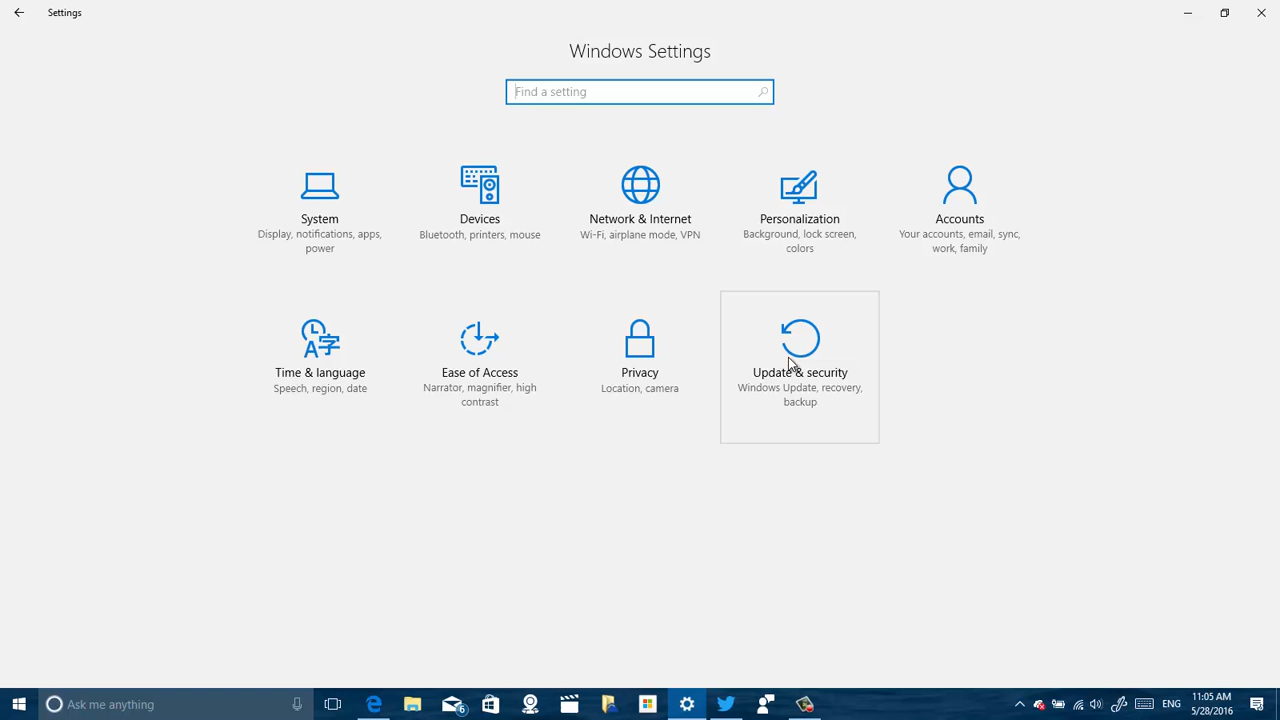 Settings
Windows Settings
Find a setting
System
Display, notifications, apps,
power
Devices
Bluetooth, printers, mouse
Network & Internet
Wi-Fi, airplane mode, VPN
Personalization
Background, lock screen,
colors
Accounts
Your accounts, email, sync,
work, family
Time & language
Speech, region, date
Ease of Access
Narrator, magnifier, high
contrast
Privacy
Location, camera
Update & security
Windows Update, recovery,
backup
Ask me anything
6
ENG
11:05 AM
5/28/2016